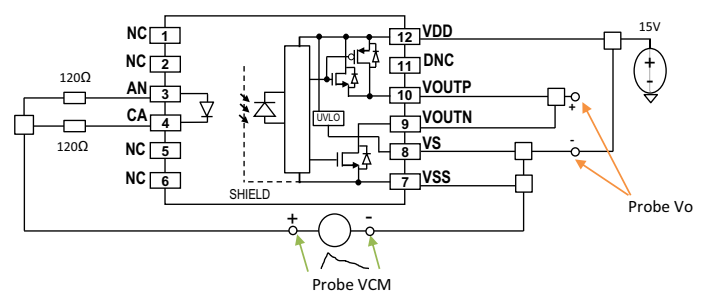 NC 1
NC 2
120Ω
AN 3
CA 4
120Ω
NC 5
NC 6
SHIELD
UVLO
12 VDD
11 DNC
10 VOUTP
9 VOUTN
8 VS
7 VSS
15V
+
-
+
-
Probe Vo
+
-
Probe VCM